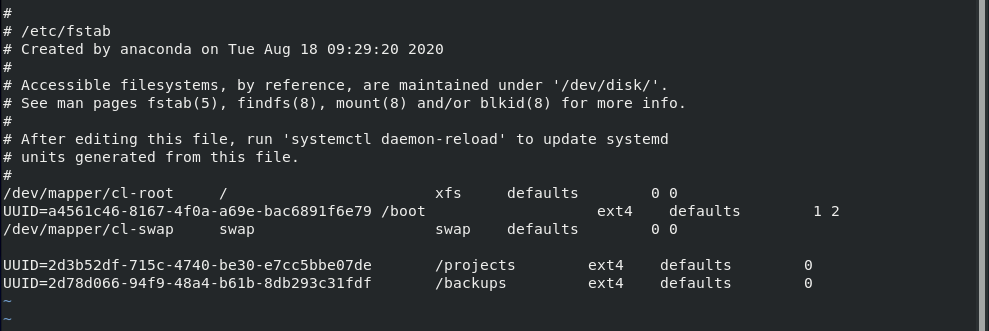 #
# /etc/fstab
# Created by anaconda on Tue Aug 18 09:29:20 2020
#
# Accessible filesystems, by reference, are maintained under '/dev/disk/'.
# See man pages fstab(5), findfs(8), mount(8) and/or blkid(8) for more info.
#
# After editing this file, run 'systemctl daemon-reload' to update systemd
# units generated from this file.
#
/dev/mapper/cl-root     /                       xfs     defaults        0 0
UUID=a4561c46-8167-4f0a-a69e-bac6891f6e79 /boot                   ext4    defaults        1 2
/dev/mapper/cl-swap     swap                    swap    defaults        0 0

UUID=2d3b52df-715c-4740-be30-e7cc5bbe07de       /projects        ext4    defaults        0
UUID=2d78d066-94f9-48a4-b61b-8db293c31fdf       /backups         ext4    defaults        0
~
~